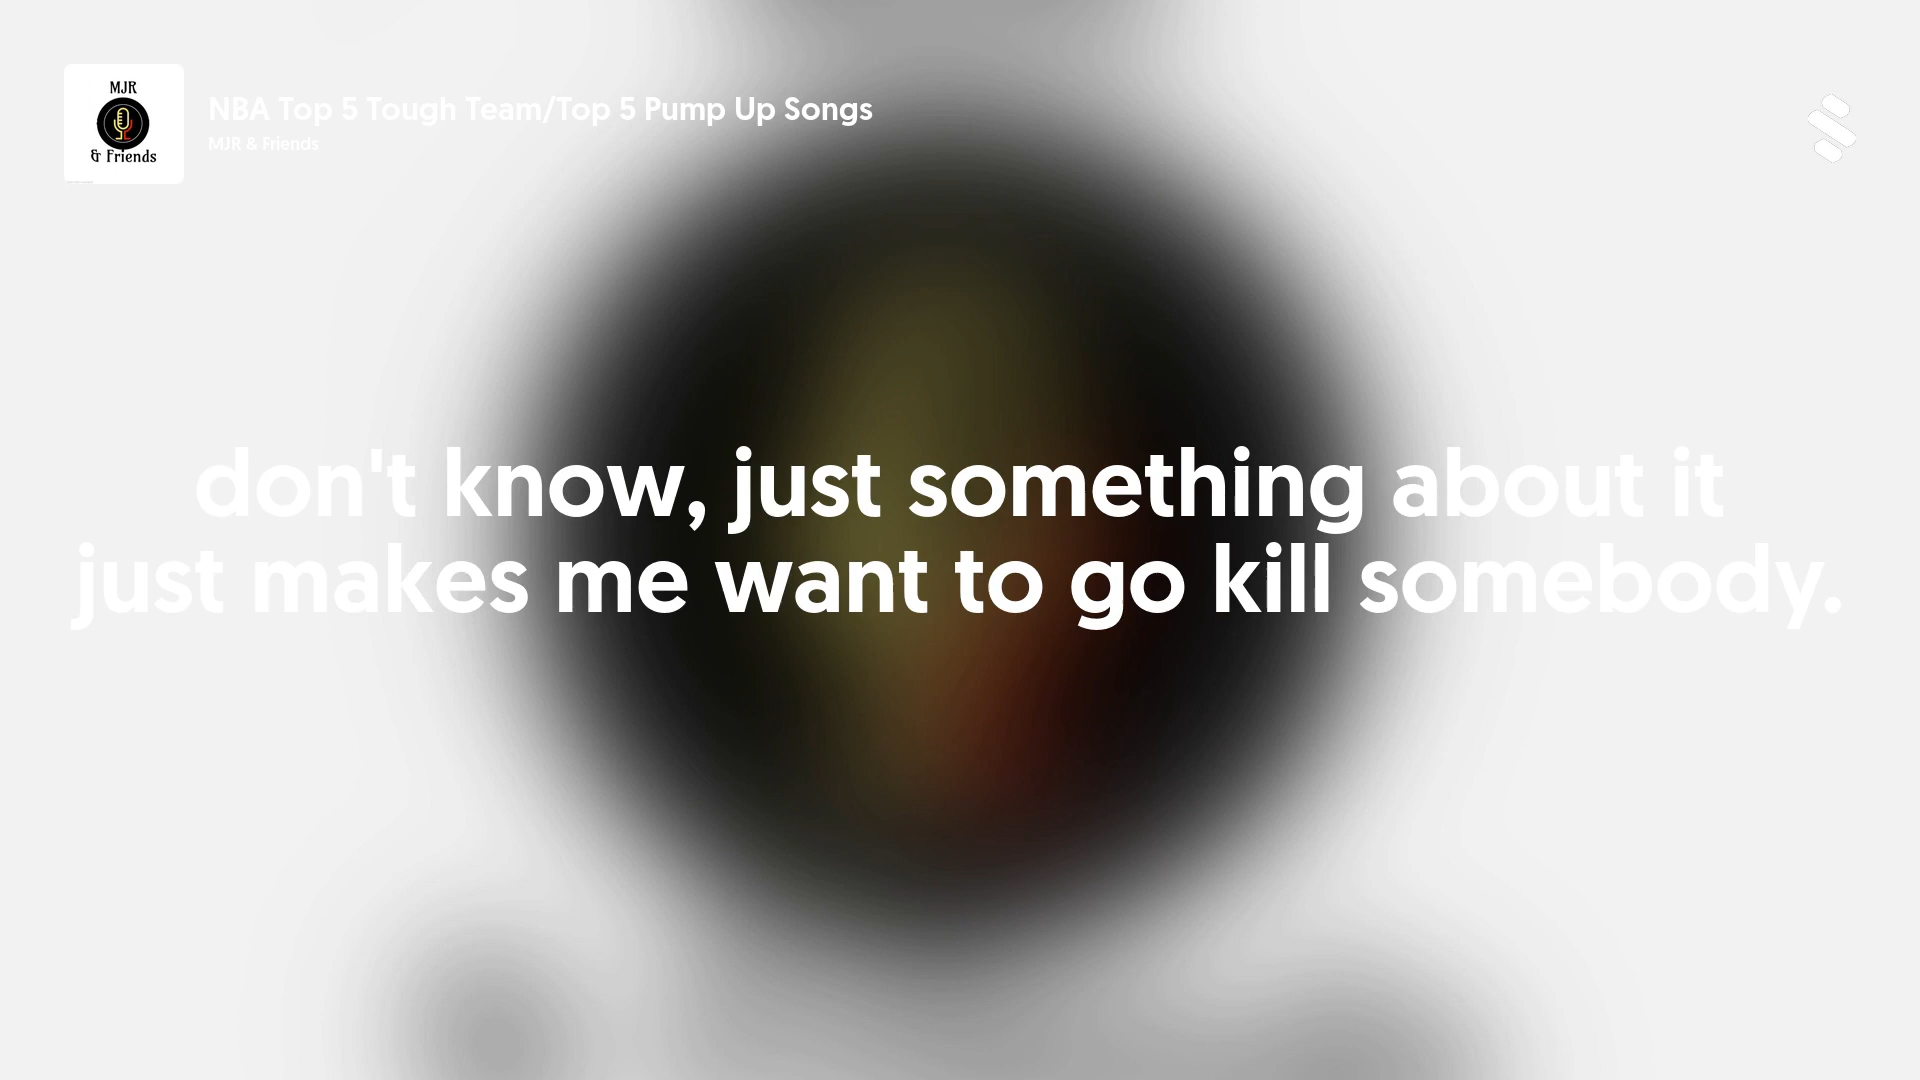 MJR
& Friends
NBA Top 5 Tough Team/Top 5 Pump Up Songs
MJR & Friends
don't know, just something about it
just makes me want to go kill somebody.